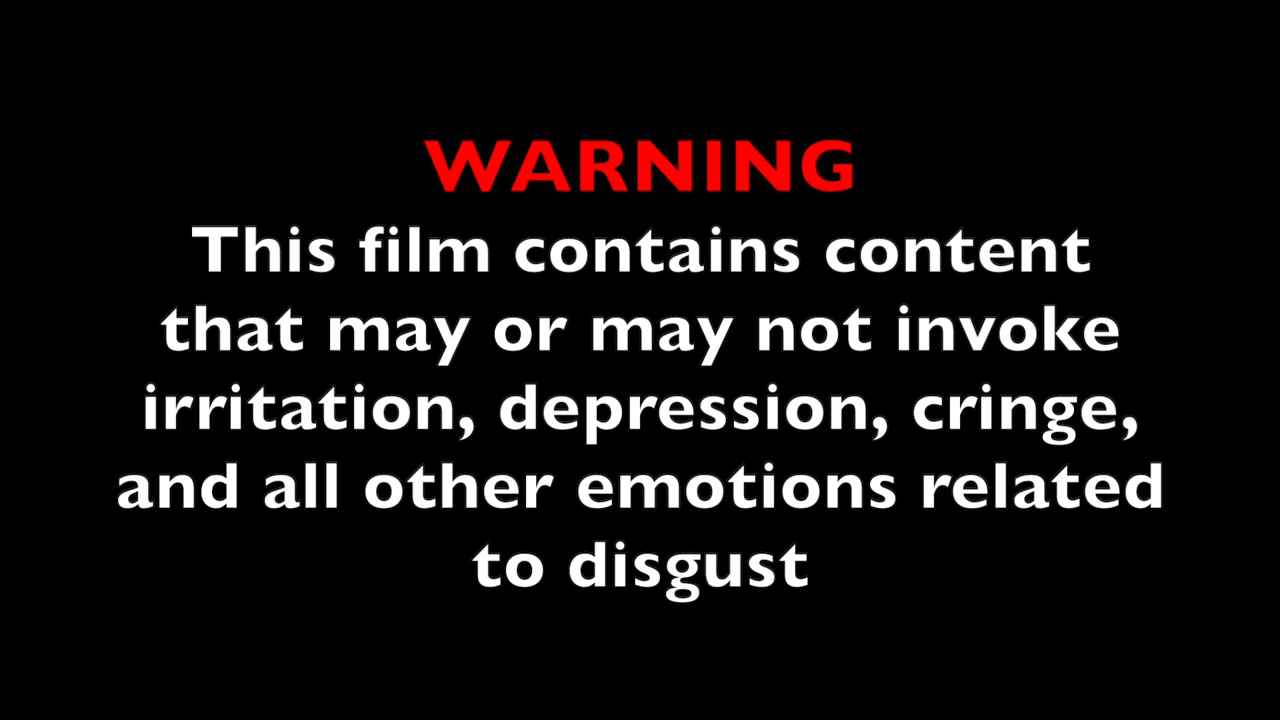 WARNING
This film contains content
that may or may not invoke
irritation, depression, cringe,
and all other emotions related
to disgust